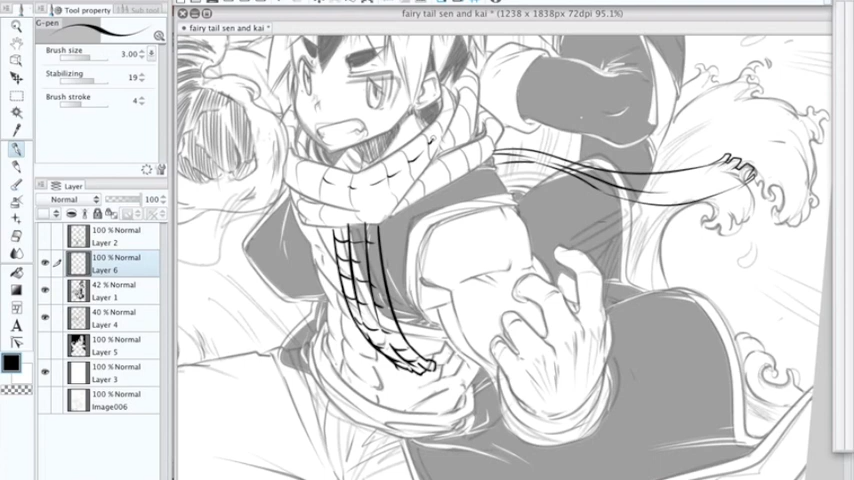 Tool property
Sub tool
fairy tail sen and kai * (1238 x 1838px 72dpi 95.1%)
G-pen
fairy tail sen and kai *
Brush size
3.00
Stabilizing
19
Brush stroke
4
Layer
Normal
100
100 % Normal
Layer 2
100 % Normal
Layer 6
42 % Normal
Layer 1
40 % Normal
Layer 4
100 % Normal
Layer 5
100 % Normal
Layer 3
100 % Normal
Image006